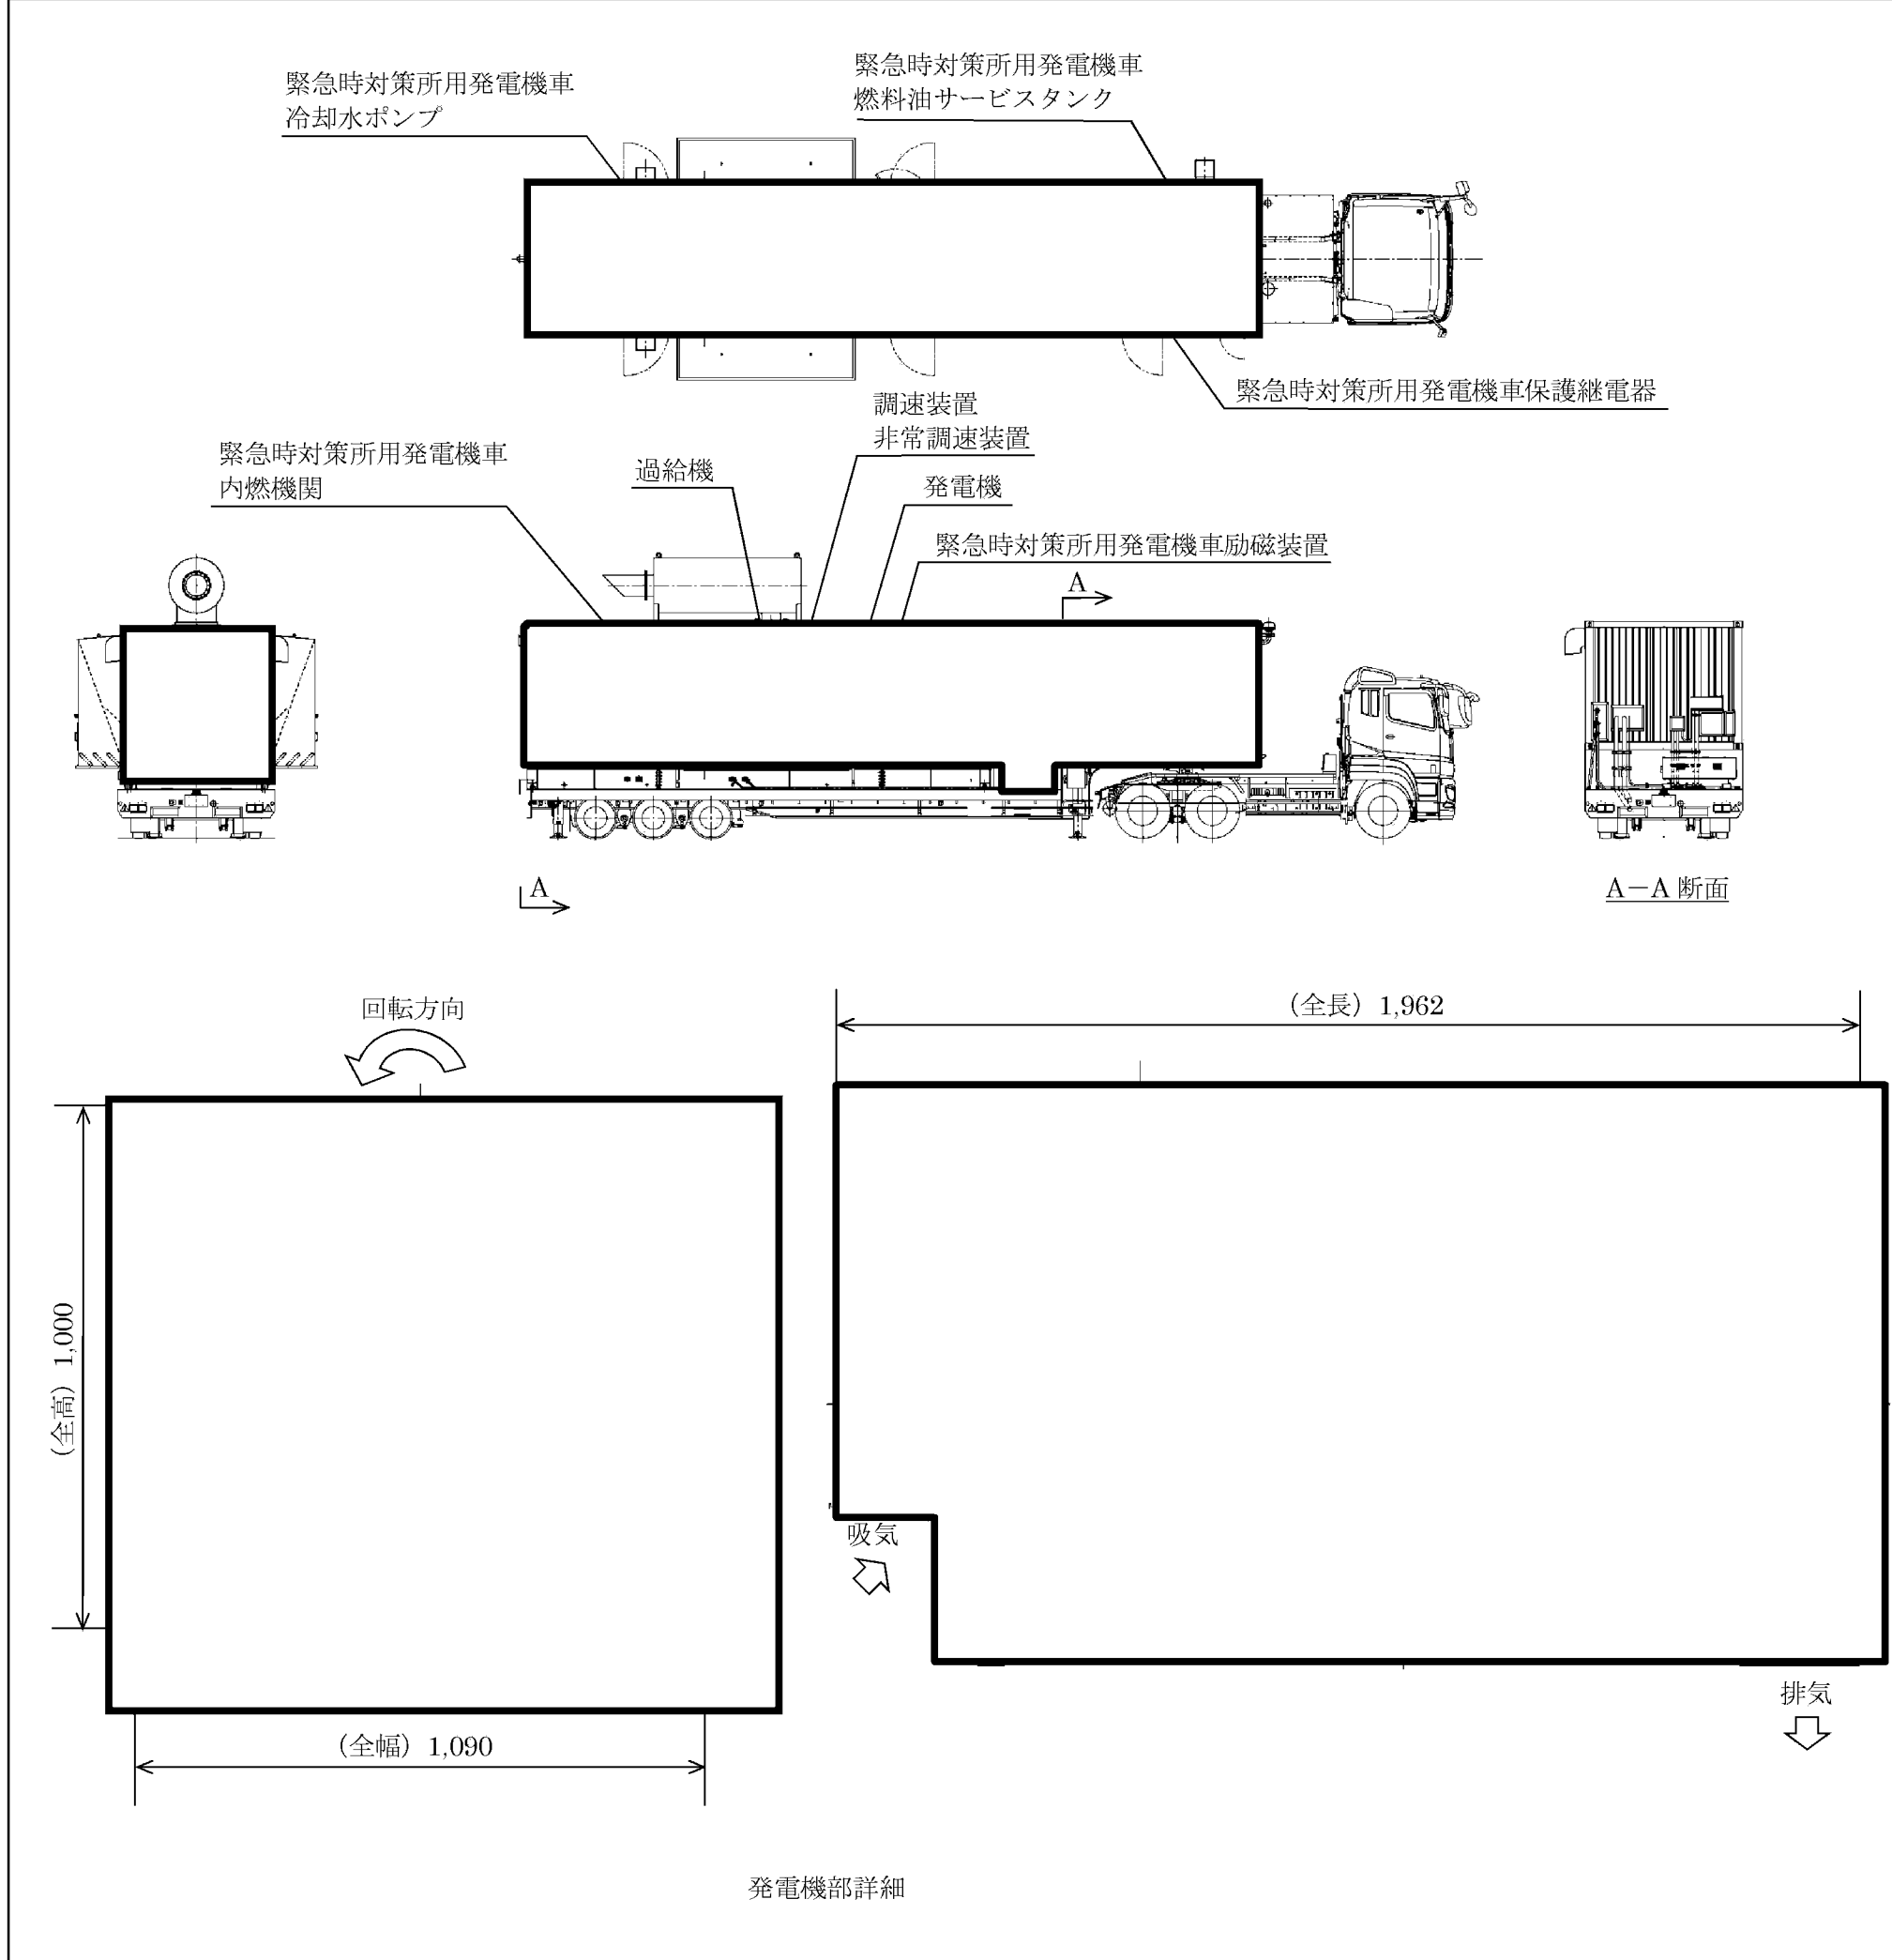 緊急時対策所用発電機車
冷却水ポンプ
緊急時対策所用発電機車
燃料油サービスタンク
緊急時対策所用発電機車保護継電器
調速装置
非常調速装置
緊急時対策所用発電機車
内燃機関
過給機
発電機
緊急時対策所用発電機車励磁装置
A
A
A－A 断面
回転方向
（全長）1,962
（全高）1,000
吸気
排気
（全幅）1,090
発電機部詳細